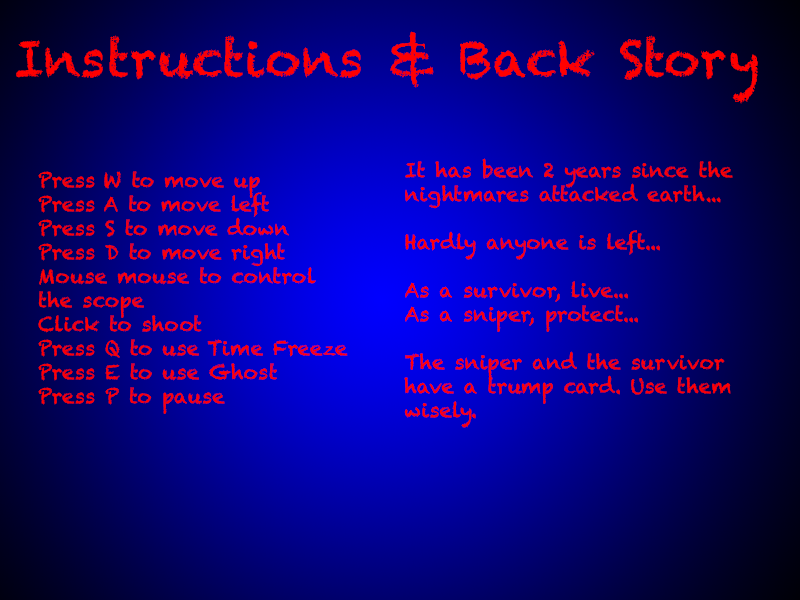 Instructions & Back Story
Press W to move up
Press A to move left
Press S to move down
Press D to move right
Mouse mouse to control
the scope
Click to shoot
Press Q to use Time Freeze
Press E to use Ghost
Press P to pause
It has been 2 years since the
nightmares attacked earth...
Hardly anyone is left...
As a survivor, live...
As a sniper, protect...
The sniper and the survivor
have a trump card. Use them
wisely.